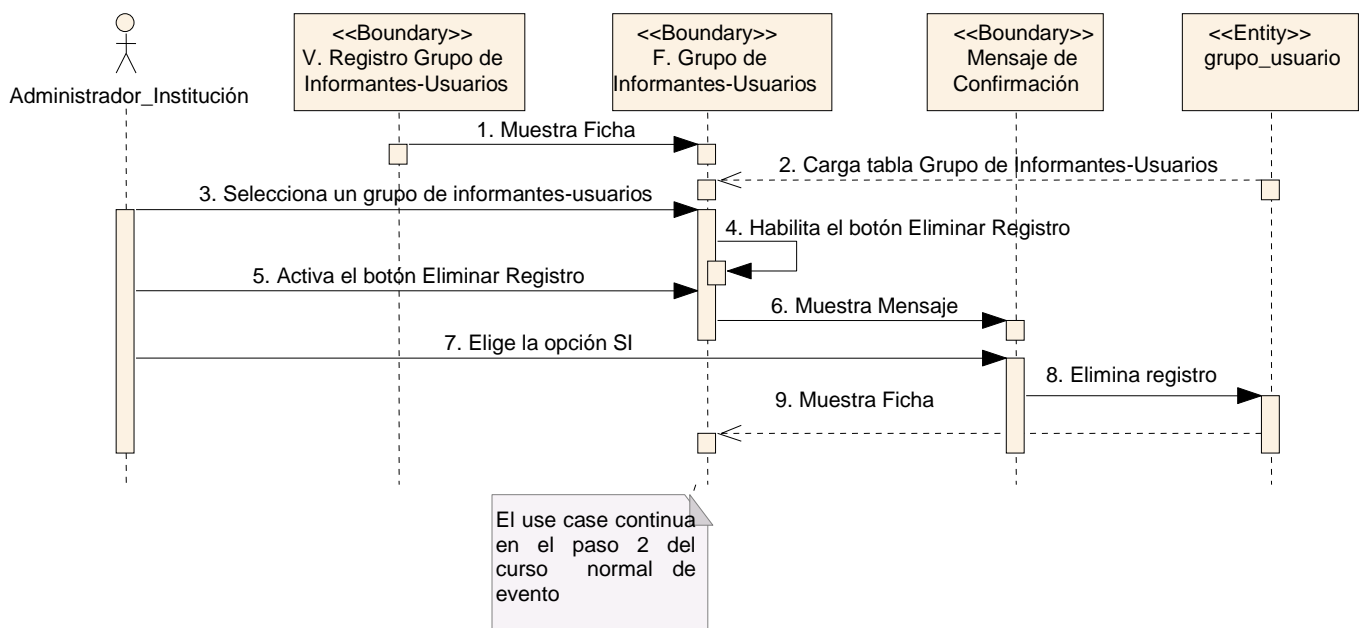 <<Boundary>>
V. Registro Grupo de
Informantes-Usuarios
<<Boundary>>
F. Grupo de
Informantes-Usuarios
<<Boundary>>
Mensaje de
Confirmación
<<Entity>>
grupo_usuario
Administrador_Institución
1. Muestra Ficha
2. Carga tabla Grupo de Informantes-Usuarios
3. Selecciona un grupo de informantes-usuarios
4. Habilita el botón Eliminar Registro
5. Activa el botón Eliminar Registro
6. Muestra Mensaje
7. Elige la opción SI
8. Elimina registro
9. Muestra Ficha
El use case continua
en el paso 2 del
curso normal de
evento